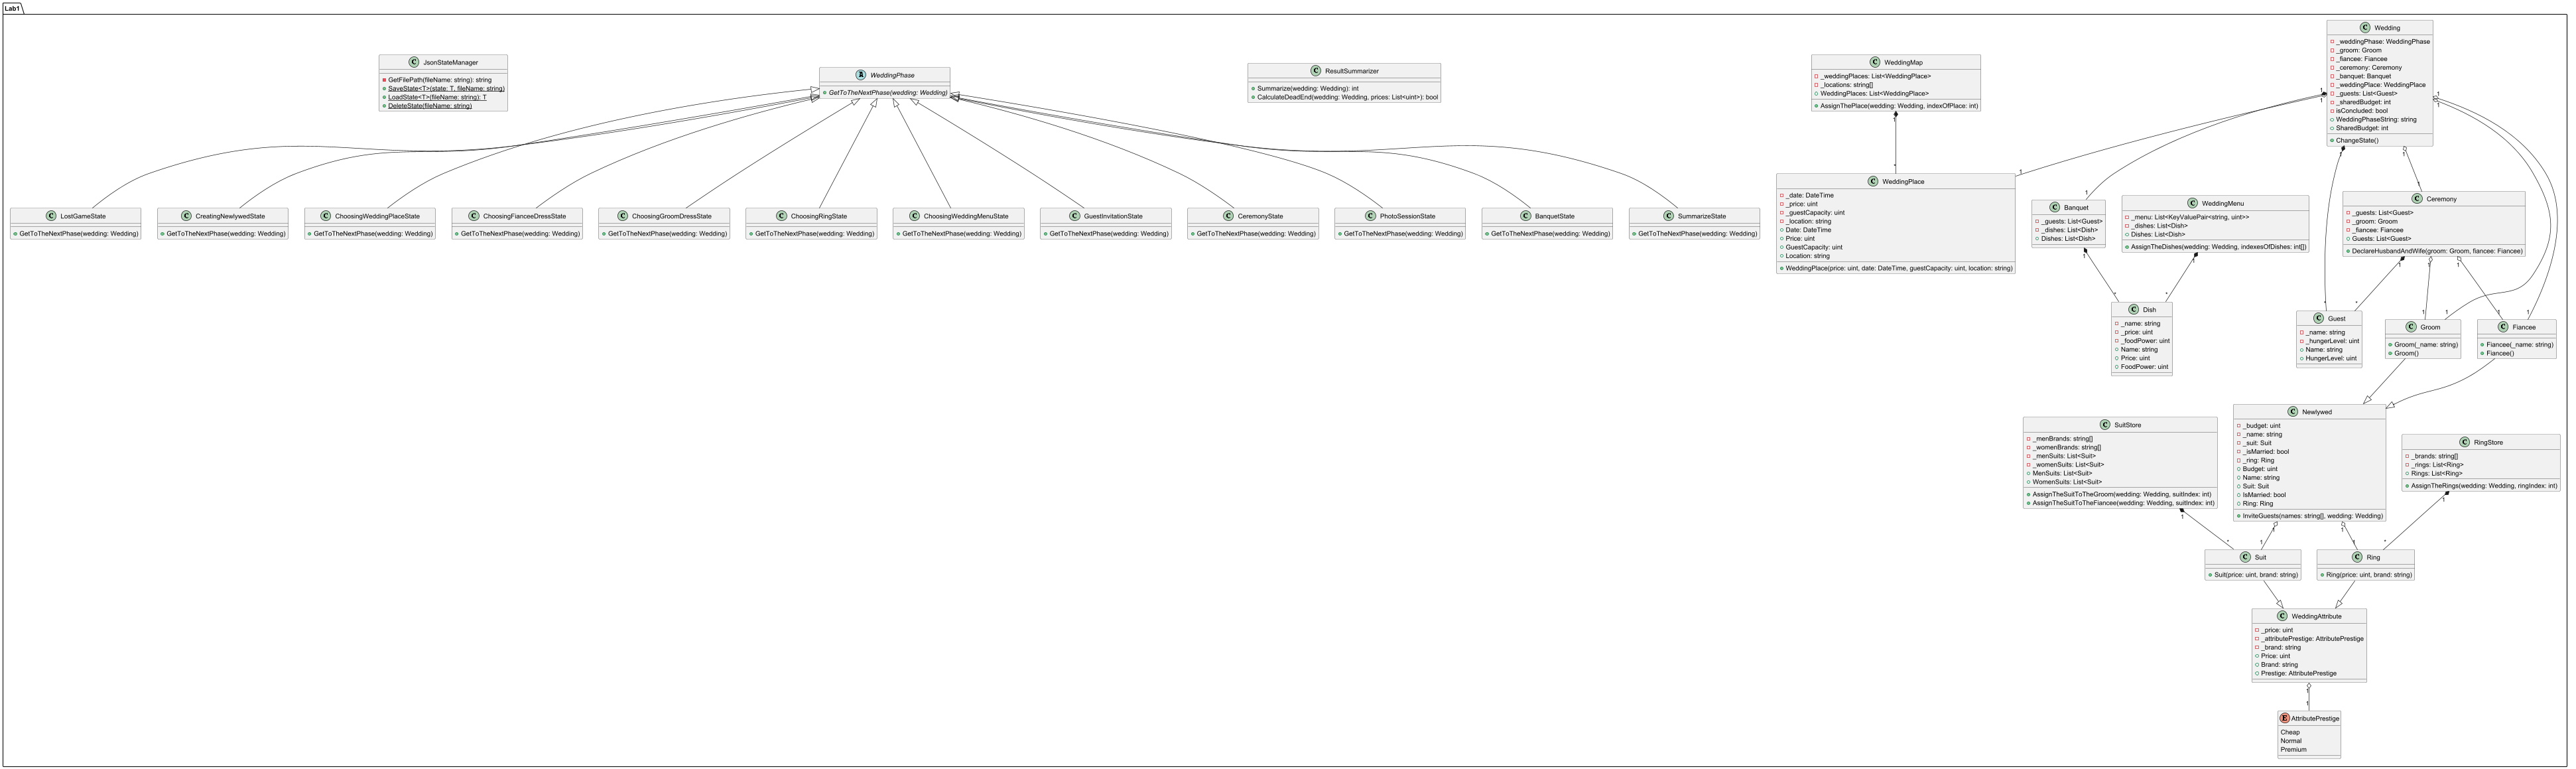 Lab1
JsonStateManager
GetFilePath(fileName: string): string
SaveState<T>(state: T, fileName: string)
LoadState<T>(fileName: string): T
DeleteState(fileName: string)
WeddingPhase
GetToTheNextPhase(wedding: Wedding)
ResultSummarizer
Summarize(wedding: Wedding): int
CalculateDeadEnd(wedding: Wedding, prices: List<uint>): bool
WeddingMap
_weddingPlaces: List<WeddingPlace>
_locations: string[]
WeddingPlaces: List<WeddingPlace>
AssignThePlace(wedding: Wedding, indexOfPlace: int)
Wedding
_weddingPhase: WeddingPhase
_groom: Groom
_fiancee: Fiancee
_ceremony: Ceremony
_banquet: Banquet
_weddingPlace: WeddingPlace
_guests: List<Guest>
_sharedBudget: int
isConcluded: bool
WeddingPhaseString: string
SharedBudget: int
ChangeState()
LostGameState
GetToTheNextPhase(wedding: Wedding)
CreatingNewlywedState
GetToTheNextPhase(wedding: Wedding)
ChoosingWeddingPlaceState
GetToTheNextPhase(wedding: Wedding)
ChoosingFianceeDressState
GetToTheNextPhase(wedding: Wedding)
ChoosingGroomDressState
GetToTheNextPhase(wedding: Wedding)
ChoosingRingState
GetToTheNextPhase(wedding: Wedding)
ChoosingWeddingMenuState
GetToTheNextPhase(wedding: Wedding)
GuestInvitationState
GetToTheNextPhase(wedding: Wedding)
CeremonyState
GetToTheNextPhase(wedding: Wedding)
PhotoSessionState
GetToTheNextPhase(wedding: Wedding)
BanquetState
GetToTheNextPhase(wedding: Wedding)
SummarizeState
GetToTheNextPhase(wedding: Wedding)
WeddingPlace
_date: DateTime
_price: uint
_guestCapacity: uint
_location: string
Date: DateTime
Price: uint
GuestCapacity: uint
Location: string
WeddingPlace(price: uint, date: DateTime, guestCapacity: uint, location: string)
Banquet
_guests: List<Guest>
_dishes: List<Dish>
Dishes: List<Dish>
WeddingMenu
_menu: List<KeyValuePair<string, uint>>
_dishes: List<Dish>
Dishes: List<Dish>
AssignTheDishes(wedding: Wedding, indexesOfDishes: int[])
Ceremony
_guests: List<Guest>
_groom: Groom
_fiancee: Fiancee
Guests: List<Guest>
DeclareHusbandAndWife(groom: Groom, fiancee: Fiancee)
Dish
_name: string
_price: uint
_foodPower: uint
Name: string
Price: uint
FoodPower: uint
Guest
_name: string
_hungerLevel: uint
Name: string
HungerLevel: uint
Groom
Groom(_name: string)
Groom()
Fiancee
Fiancee(_name: string)
Fiancee()
SuitStore
_menBrands: string[]
_womenBrands: string[]
_menSuits: List<Suit>
_womenSuits: List<Suit>
MenSuits: List<Suit>
WomenSuits: List<Suit>
AssignTheSuitToTheGroom(wedding: Wedding, suitIndex: int)
AssignTheSuitToTheFiancee(wedding: Wedding, suitIndex: int)
Newlywed
_budget: uint
_name: string
_suit: Suit
_isMarried: bool
_ring: Ring
Budget: uint
Name: string
Suit: Suit
IsMarried: bool
Ring: Ring
InviteGuests(names: string[], wedding: Wedding)
RingStore
_brands: string[]
_rings: List<Ring>
Rings: List<Ring>
AssignTheRings(wedding: Wedding, ringIndex: int)
Suit
Suit(price: uint, brand: string)
Ring
Ring(price: uint, brand: string)
WeddingAttribute
_price: uint
_attributePrestige: AttributePrestige
_brand: string
Price: uint
Brand: string
Prestige: AttributePrestige
AttributePrestige
Cheap
Normal
Premium